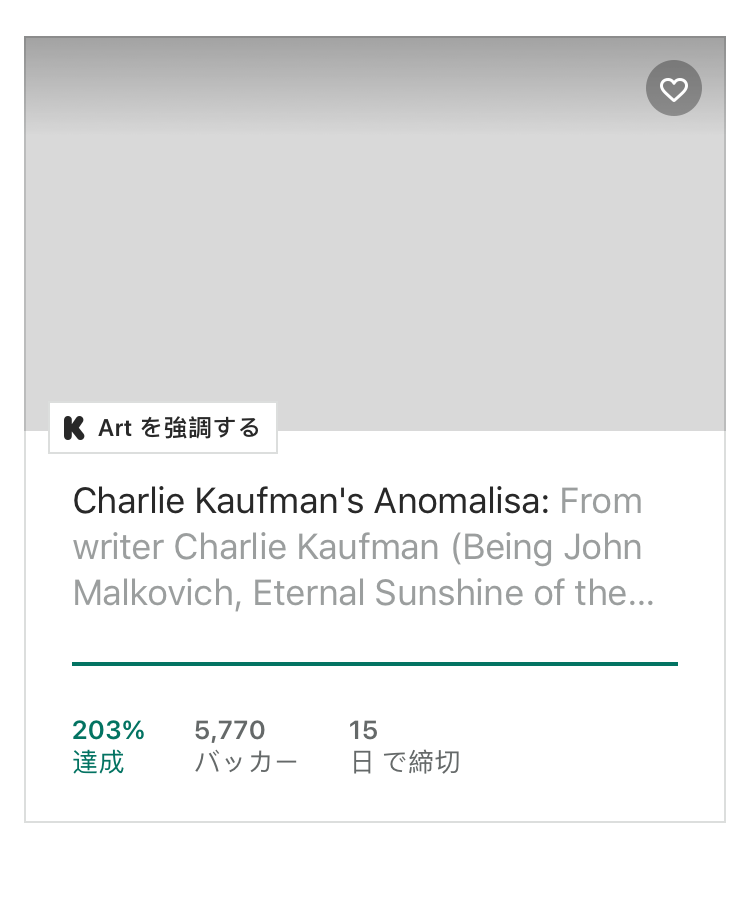 Art を強調する
Charlie Kaufman's Anomalisa: From
writer Charlie Kaufman (Being John
Malkovich, Eternal Sunshine of the...
203% 5,770 15
達成 バッカー 日 で締切